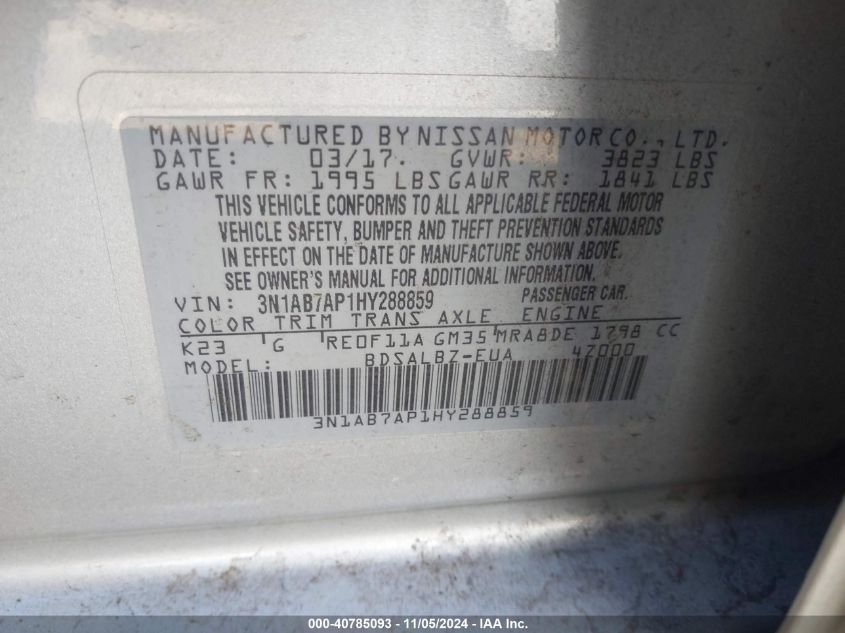 MANUFACTURED BY NISSAN MOTOR CO., LTD.
DATE: 03/17. GVWR: 3823 LBS
GAWR FR: 1995 LBS GAWR RR: 1841 LBS
THIS VEHICLE CONFORMS TO ALL APPLICABLE FEDERAL MOTOR
VEHICLE SAFETY, BUMPER AND THEFT PREVENTION STANDARDS
IN EFFECT ON THE DATE OF MANUFACTURE SHOWN ABOVE.
SEE OWNER'S MANUAL FOR ADDITIONAL INFORMATION.
VIN: 3N1AB7AP1HY288859 PASSENGER CAR.
COLOR TRIM TRANS AXLE ENGINE
K23 G RE0F11A GM35 MRA8DE 1798 CC
MODEL: BDSALBZ-EUA 4Z000
3N1AB7AP1HY288859
000-40785093 - 11/05/2024 - IAA Inc.